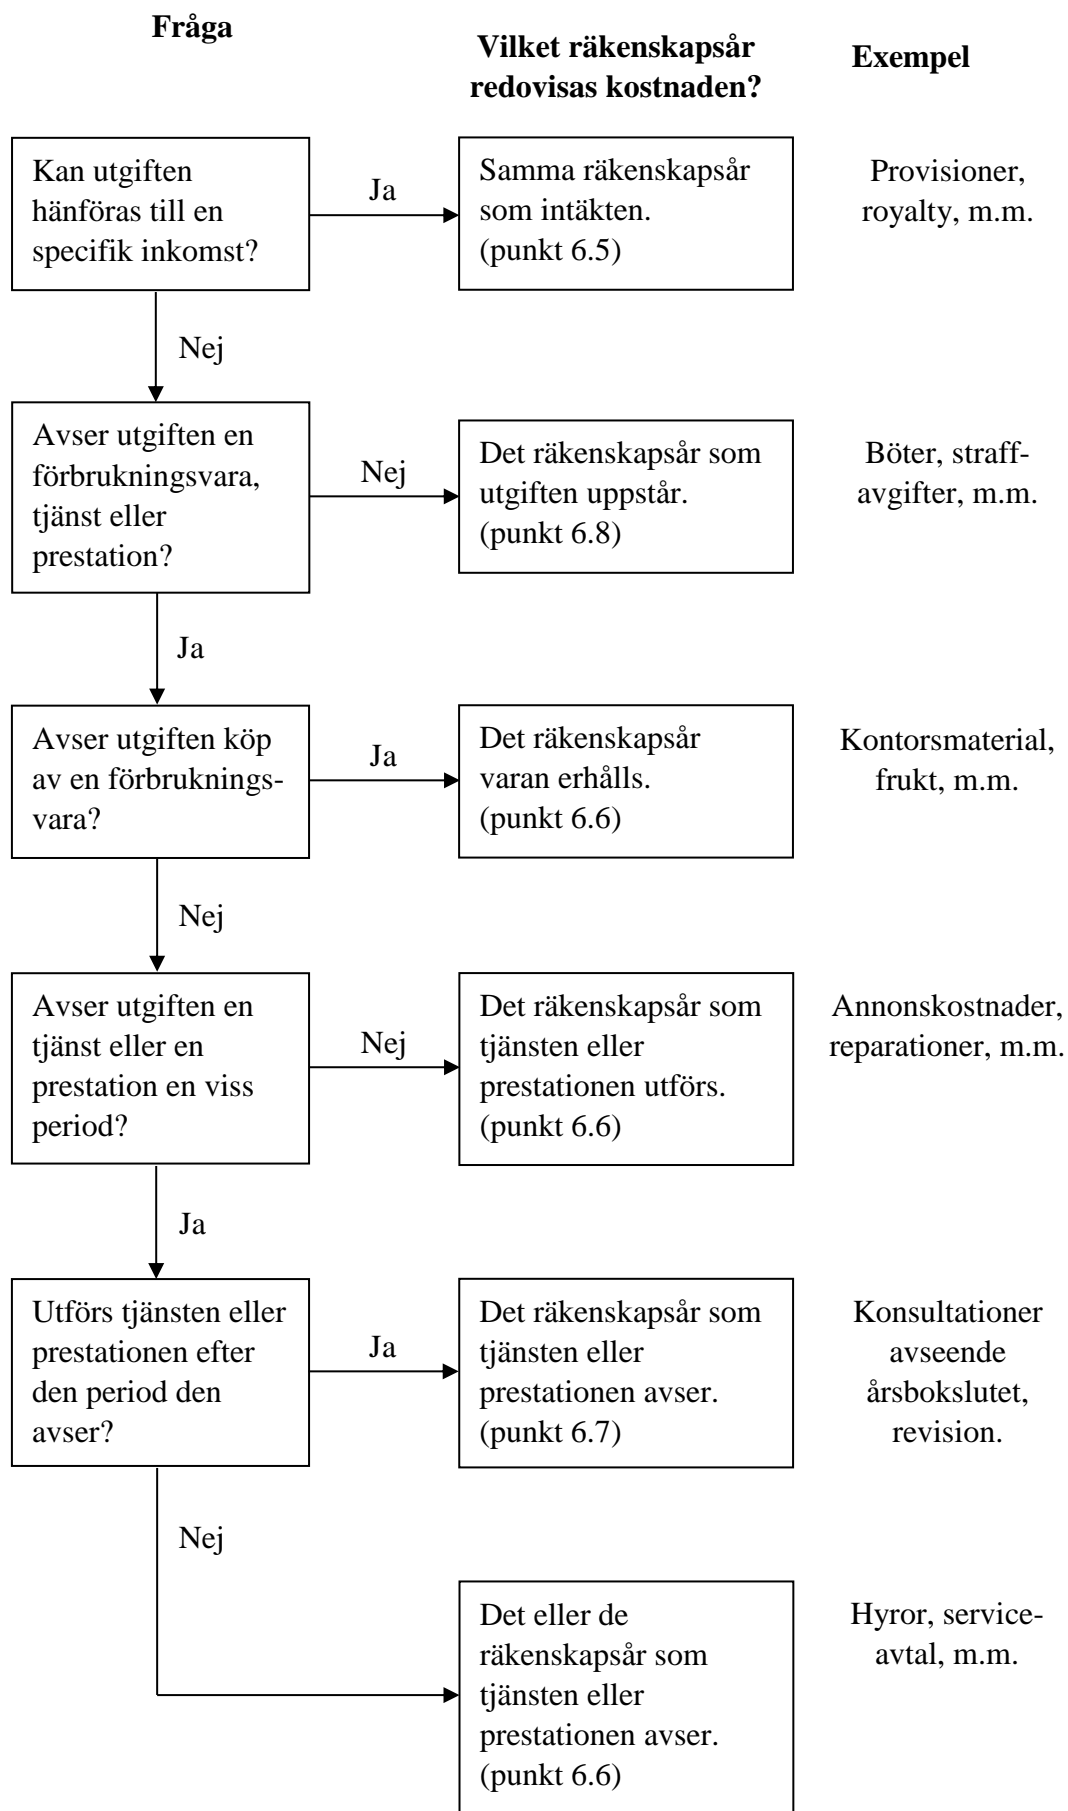 Fråga
Vilket räkenskapsår
redovisas kostnaden?
Exempel
Kan utgiften
hänföras till en
specifik inkomst?
Ja
Samma räkenskapsår
som intäkten.
(punkt 6.5)
Provisioner,
royalty, m.m.
Nej
Avser utgiften en
förbrukningsvara,
tjänst eller
prestation?
Nej
Det räkenskapsår som
utgiften uppstår.
(punkt 6.8)
Böter, straff-
avgifter, m.m.
Ja
Avser utgiften köp
av en förbruknings-
vara?
Ja
Det räkenskapsår
varan erhålls.
(punkt 6.6)
Kontorsmaterial,
frukt, m.m.
Nej
Avser utgiften en
tjänst eller en
prestation en viss
period?
Nej
Det räkenskapsår som
tjänsten eller
prestationen utförs.
(punkt 6.6)
Annonskostnader,
reparationer, m.m.
Ja
Utförs tjänsten eller
prestationen efter
den period den
avser?
Ja
Det räkenskapsår som
tjänsten eller
prestationen avser.
(punkt 6.7)
Konsultationer
avseende
årsbokslutet,
revision.
Nej
Det eller de
räkenskapsår som
tjänsten eller
prestationen avser.
(punkt 6.6)
Hyror, service-
avtal, m.m.